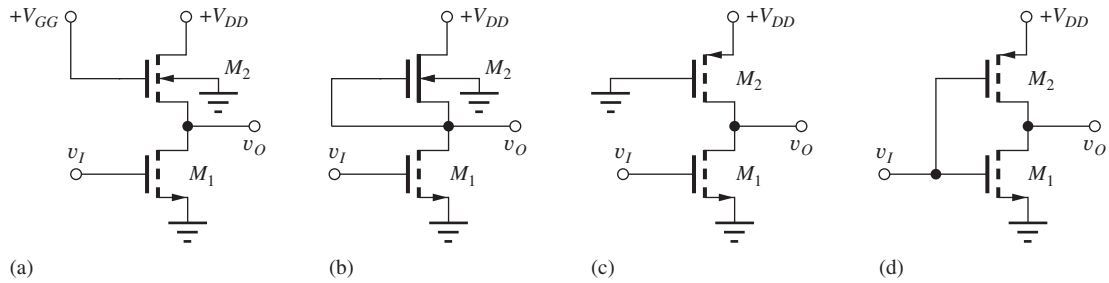 +V_GG +V_DD
M_2
v_O
v_I
M_1
(a)
+V_DD
M_2
v_O
v_I
M_1
(b)
+V_DD
M_2
v_O
v_I
M_1
(c)
+V_DD
M_2
v_I
v_O
M_1
(d)